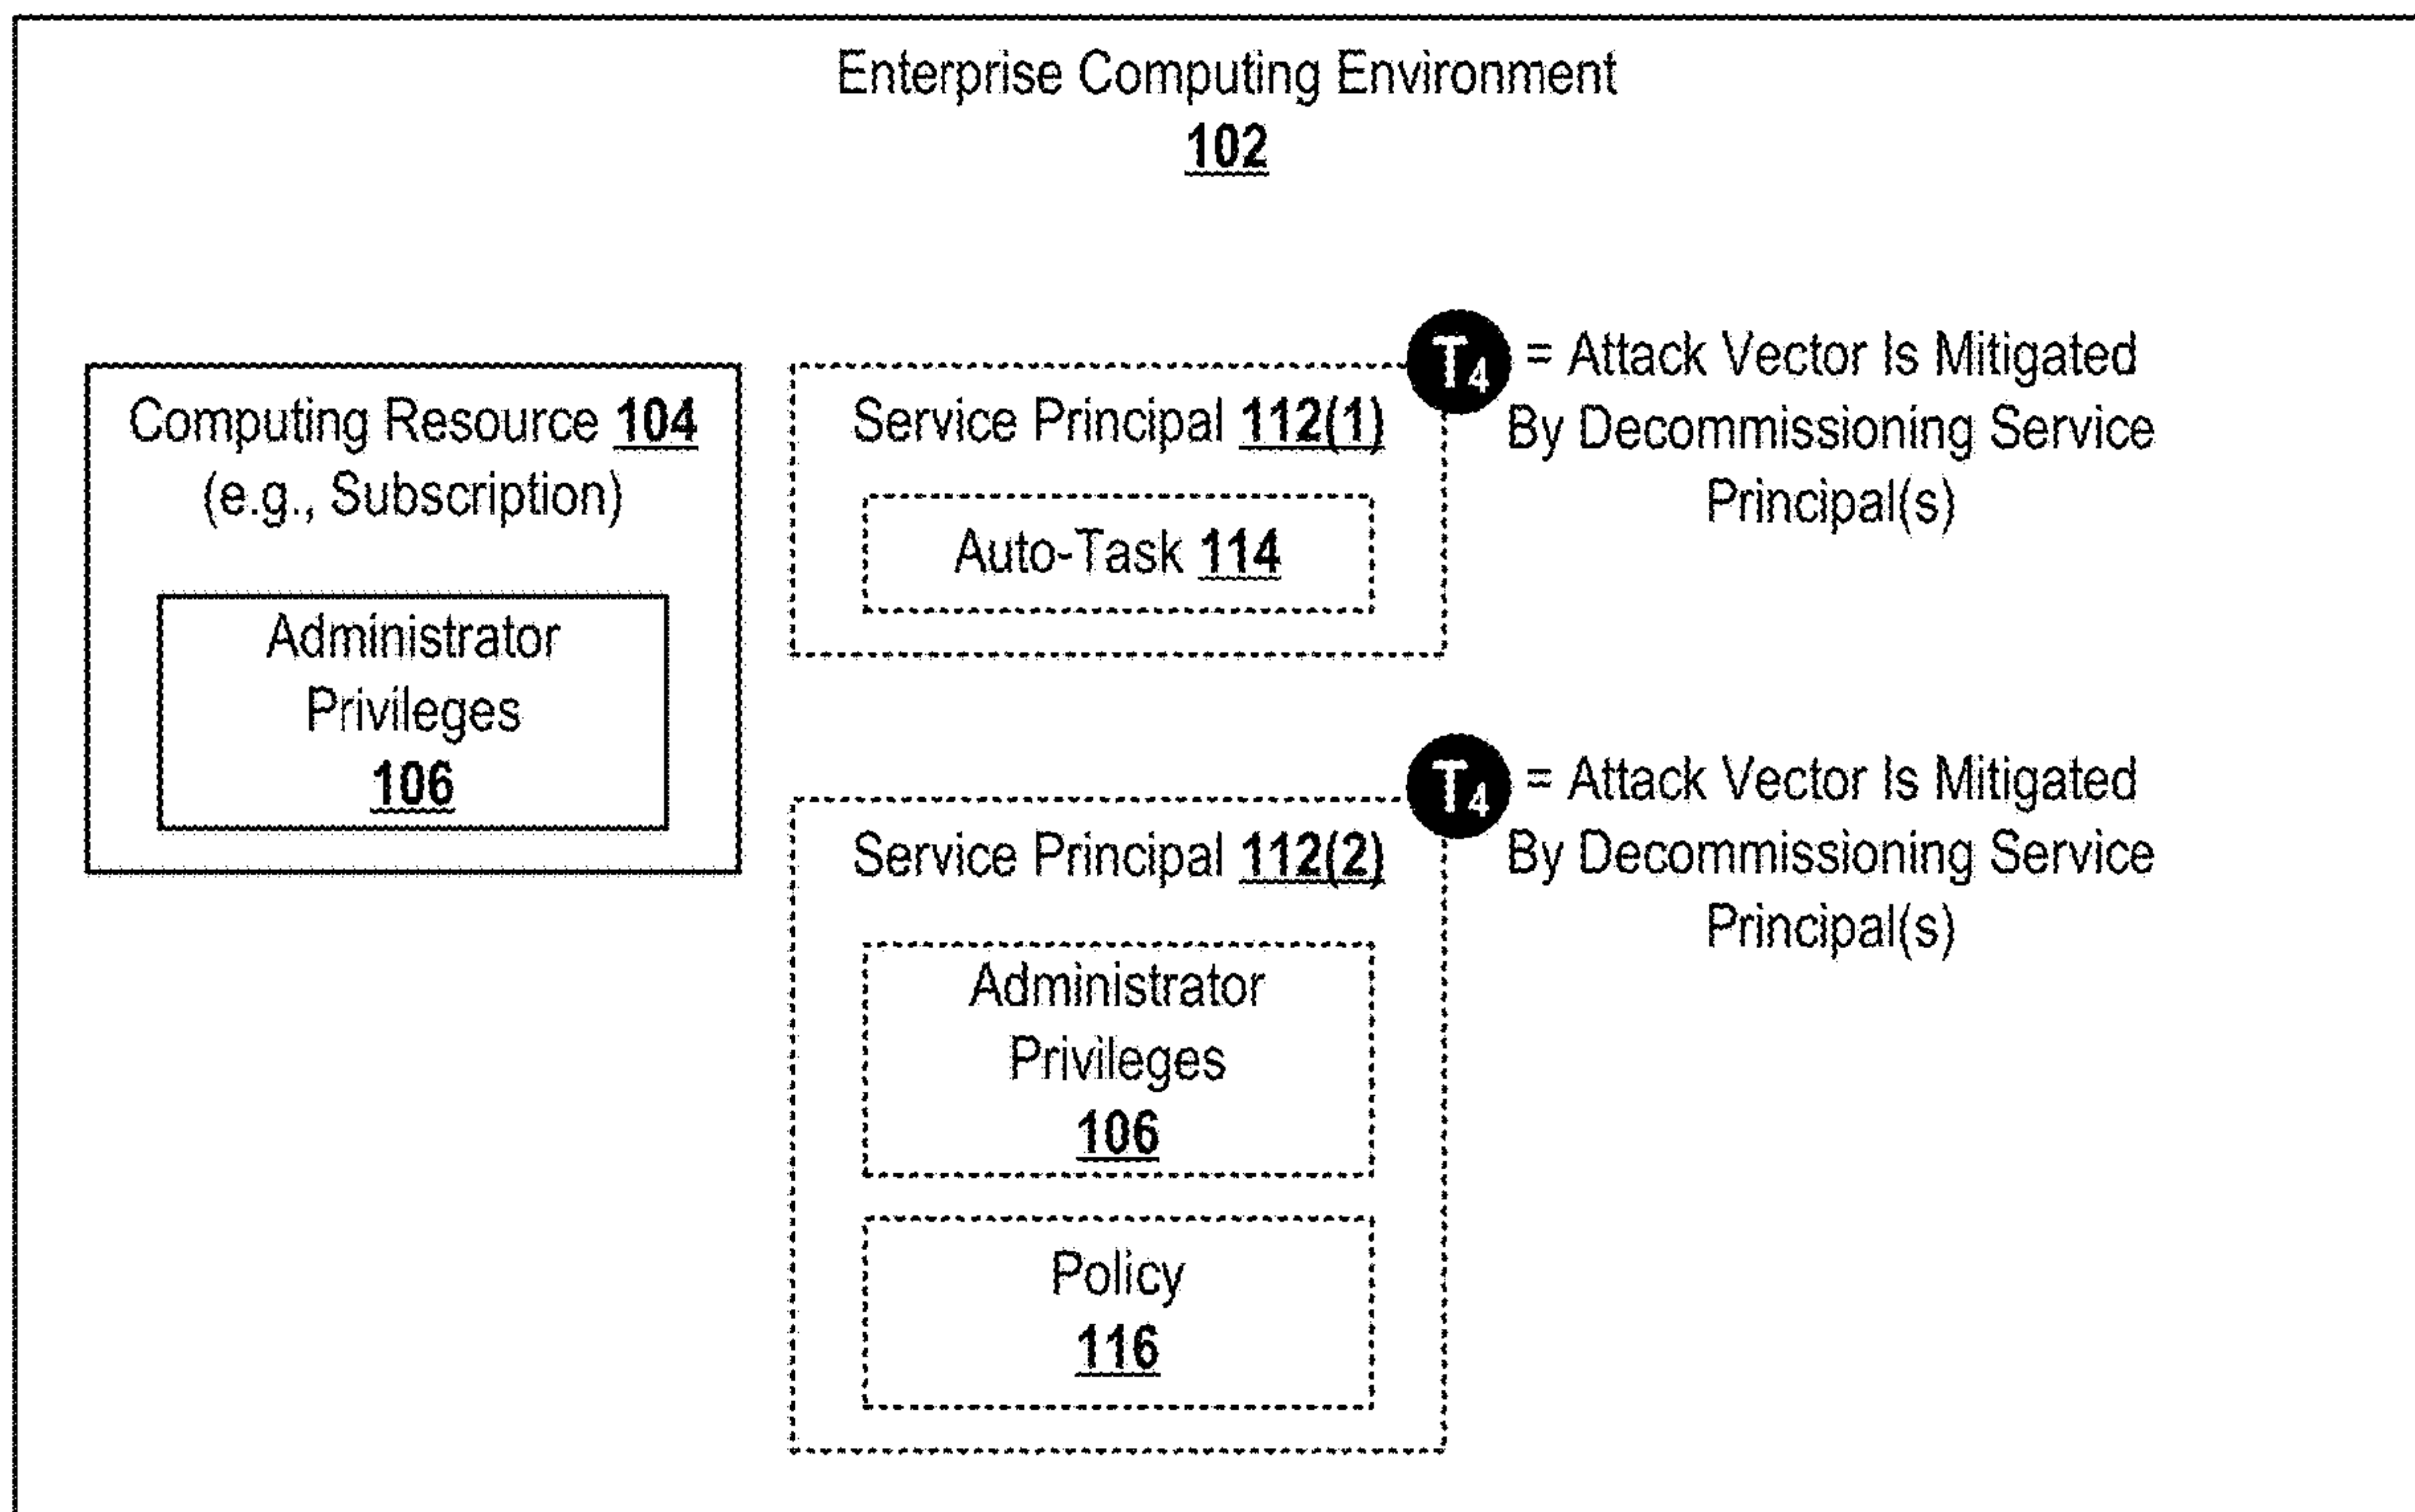 Enterprise Computing Environment
102
Computing Resource 104
(e.g., Subscription)
Administrator
Privileges
106
Service Principal 112(1)
Auto-Task 114
T4 = Attack Vector Is Mitigated
By Decommissioning Service
Principal(s)
Service Principal 112(2)
Administrator
Privileges
106
Policy
116
T4 = Attack Vector Is Mitigated
By Decommissioning Service
Principal(s)